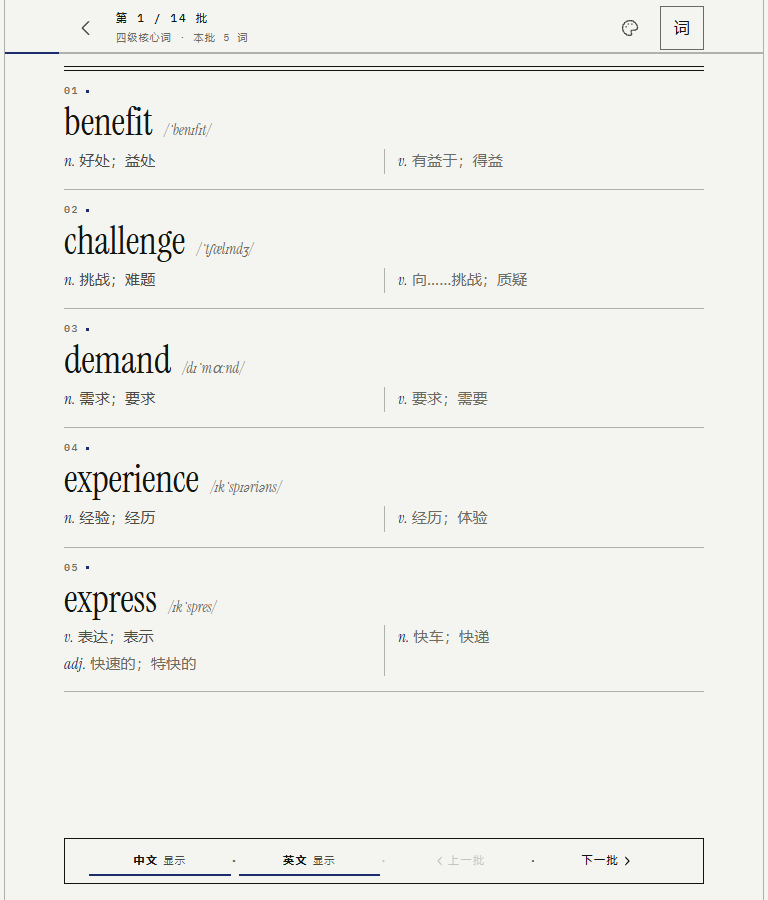 第 1 / 14 批
四级核心词 · 本批 5 词
词
01
benefit /ˈbenɪfɪt/
n. 好处；益处
v. 有益于；得益
02
challenge /ˈtʃælɪndʒ/
n. 挑战；难题
v. 向……挑战；质疑
03
demand /dɪˈmɑːnd/
n. 需求；要求
v. 要求；需要
04
experience /ɪkˈspɪəriəns/
n. 经验；经历
v. 经历；体验
05
express /ɪkˈspres/
v. 表达；表示
n. 快车；快递
adj. 快速的；特快的
中文 显示 · 英文 显示 · 上一批 · 下一批